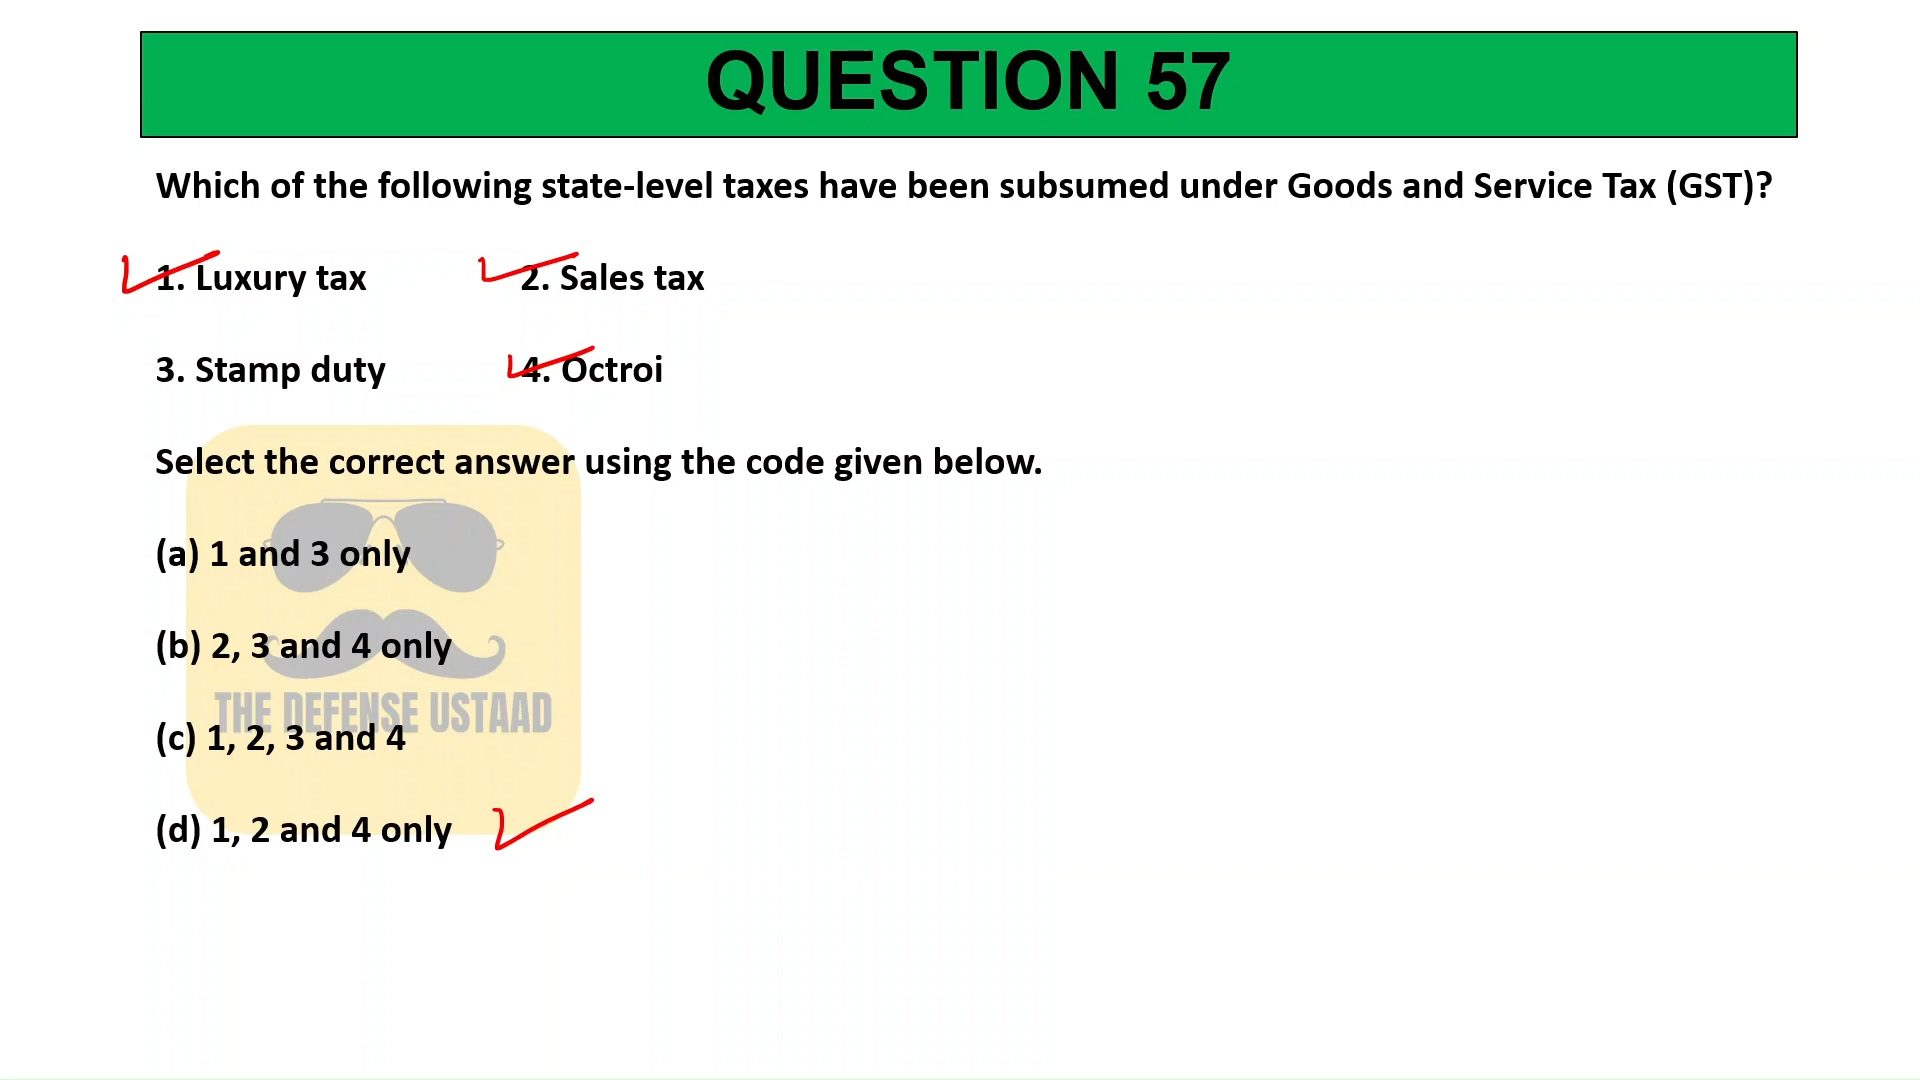 QUESTION 57
Which of the following state-level taxes have been subsumed under Goods and Service Tax (GST)?
1. Luxury tax 2. Sales tax
3. Stamp duty 4. Octroi
Select the correct answer using the code given below.
(a) 1 and 3 only
(b) 2, 3 and 4 only
THE DEFENSE USTAAD
(c) 1, 2, 3 and 4
(d) 1, 2 and 4 only